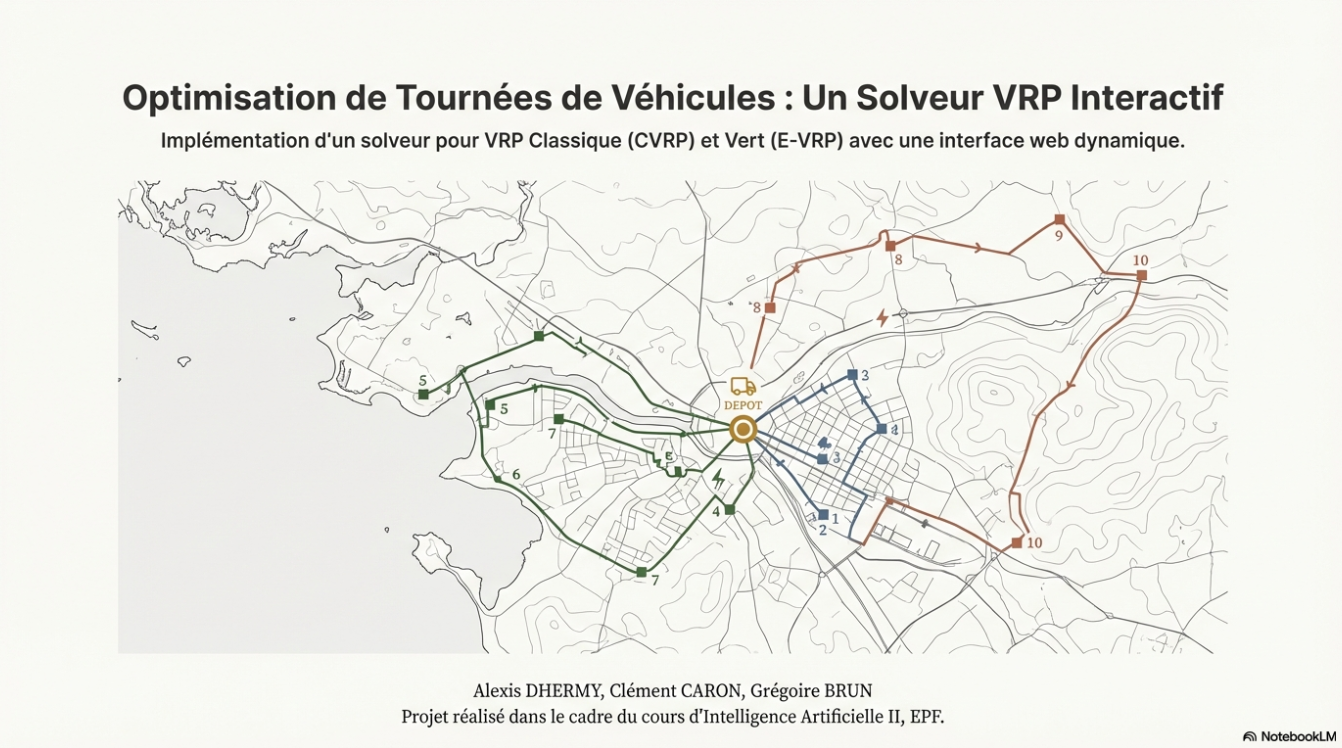 Optimisation de Tournées de Véhicules : Un Solveur VRP Interactif
Implémentation d'un solveur pour VRP Classique (CVRP) et Vert (E-VRP) avec une interface web dynamique.
9
8
10
8
3
DEPOT
5
5
7
4
3
E
6
4
1
2
10
7
Alexis DHERMY, Clément CARON, Grégoire BRUN
Projet réalisé dans le cadre du cours d'Intelligence Artificielle II, EPF.
NotebookLM